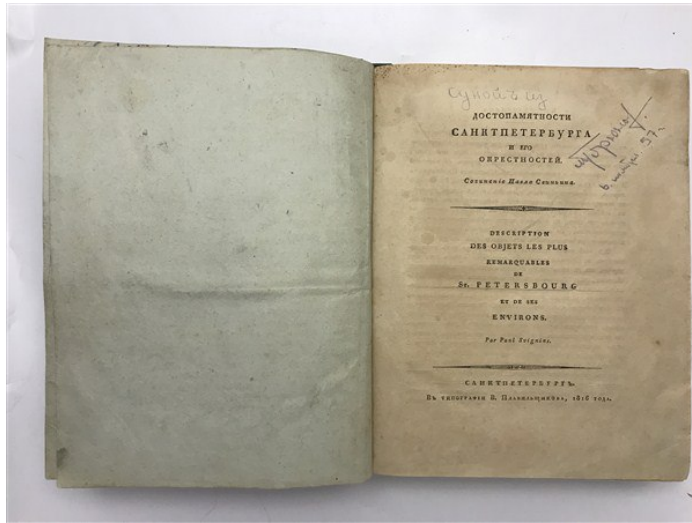 ДОСТОПАМЯТНОСТИ
САНКТПЕТЕРБУРГА
И ЕГО
ОКРЕСТНОСТЕЙ.
Сочиненіе Павла Свиньина.
DESCRIPTION
DES OBJETS LES PLUS
REMARQUABLES
DE
St. PETERSBOURG
ET DE SES
ENVIRONS.
Par Paul Svignine.
САНКТПЕТЕРБУРГЪ.
Въ типографіи В. Плавильщикова, 1816 года.